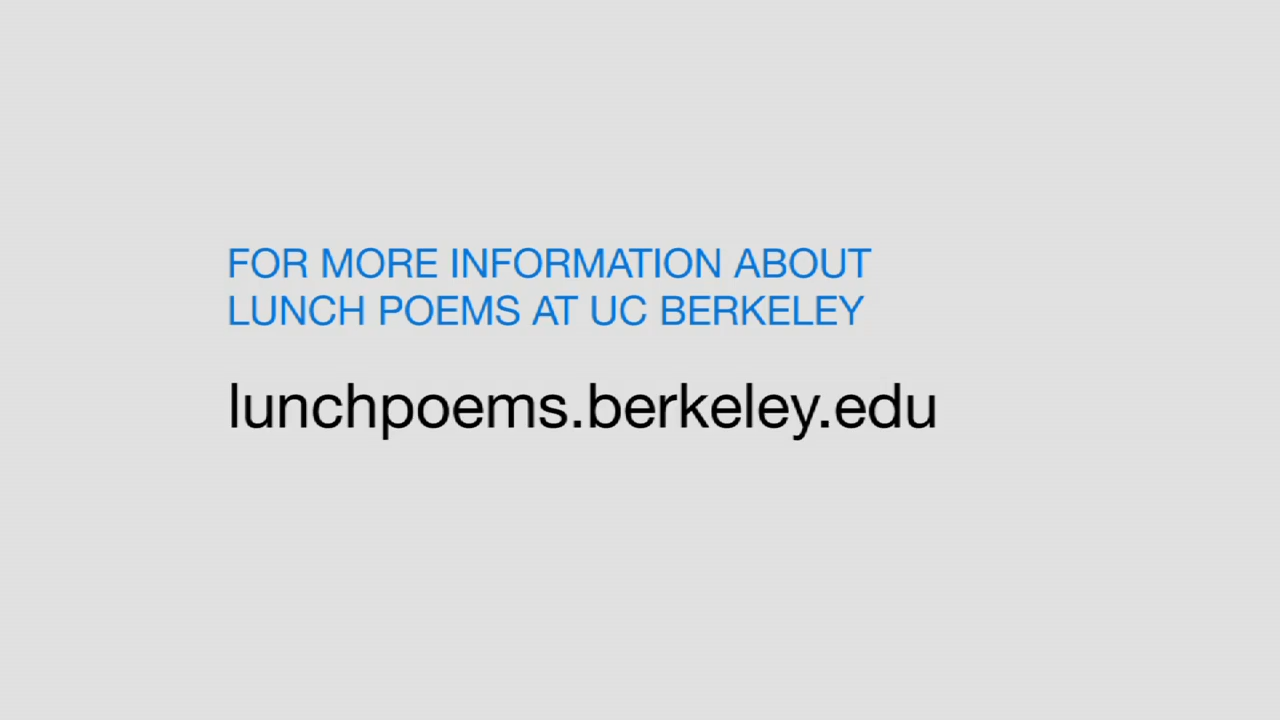 FOR MORE INFORMATION ABOUT
LUNCH POEMS AT UC BERKELEY
lunchpoems.berkeley.edu